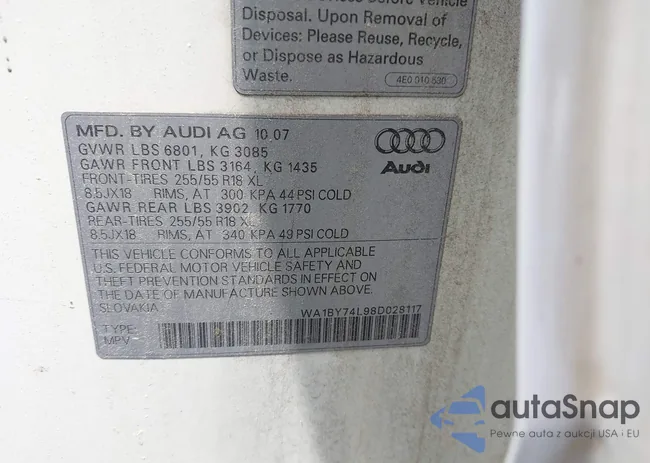 Disposal. Upon Removal of
Devices: Please Reuse, Recycle,
or Dispose as Hazardous
Waste.
4E0 010 530
MFD. BY AUDI AG 10.07
GVWR LBS 6801, KG 3085
GAWR FRONT LBS 3164, KG 1435
FRONT-TIRES 255/55 R18 XL
8.5JX18 RIMS, AT 300 KPA 44 PSI COLD
GAWR REAR LBS 3902, KG 1770
REAR-TIRES 255/55 R18 XL
8.5JX18 RIMS, AT 340 KPA 49 PSI COLD
THIS VEHICLE CONFORMS TO ALL APPLICABLE
U.S. FEDERAL MOTOR VEHICLE SAFETY AND
THEFT PREVENTION STANDARDS IN EFFECT ON
THE DATE OF MANUFACTURE SHOWN ABOVE.
SLOVAKIA
WA1BY74L98D028117
TYPE:
MPV
Audi
autaSnap
Pewne auta z aukcji USA i EU